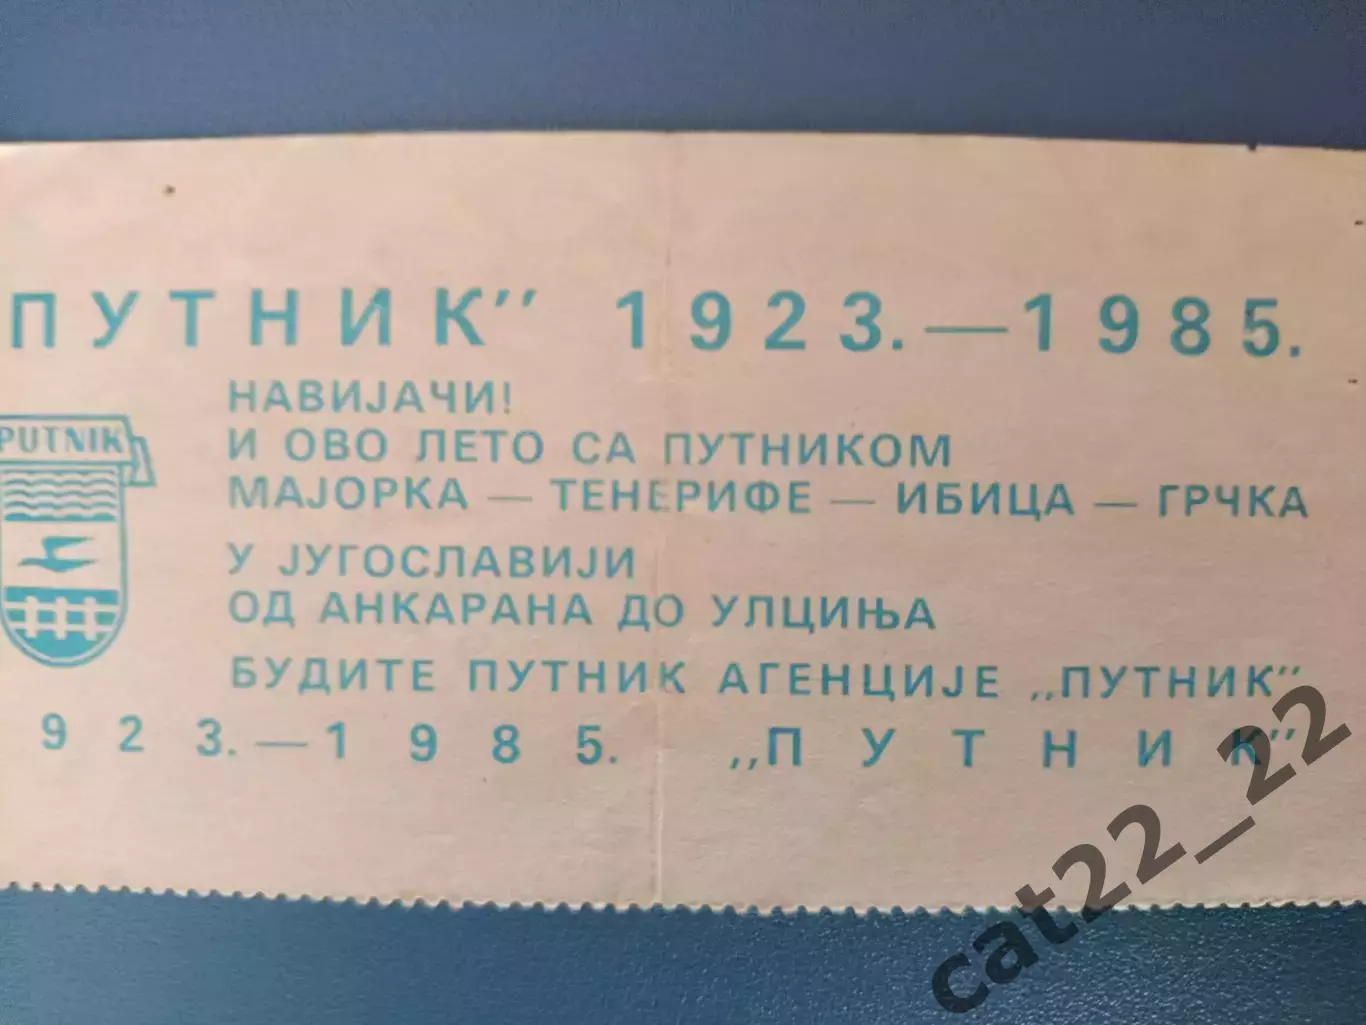 ПУТНИК" 1923.—1985.
НАВИЈАЧИ!
И ОВО ЛЕТО СА ПУТНИКОМ
МАЈОРКА — ТЕНЕРИФЕ — ИБИЦА — ГРЧКА
PUTNIK
У ЈУГОСЛАВИЈИ
ОД АНКАРАНА ДО УЛЦИЊА
БУДИТЕ ПУТНИК АГЕНЦИЈЕ „ПУТНИК"
923.—1985. „ПУТНИК"
cat22_22